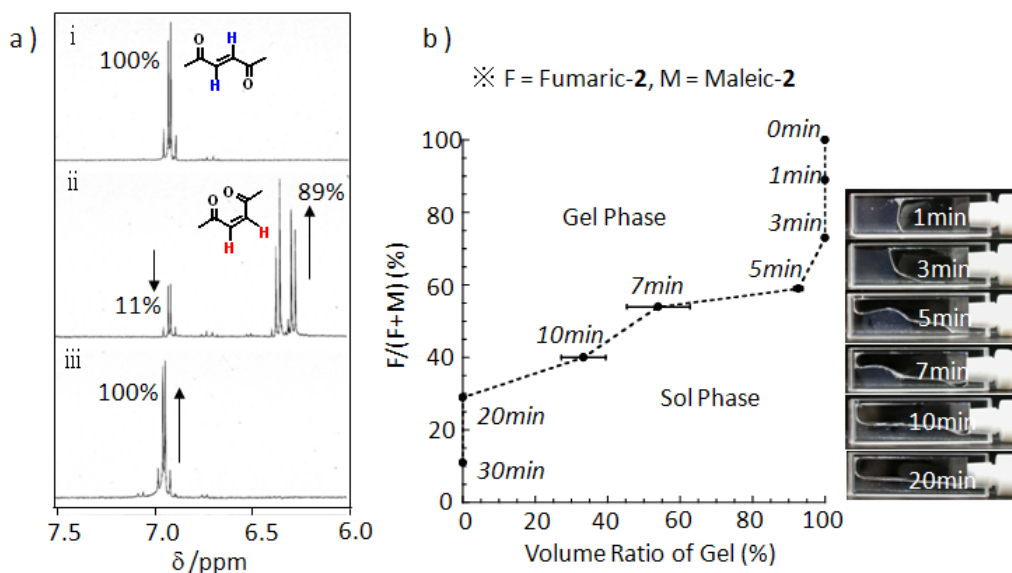 a )
i
100%
O
H
H
O
ii
O
O
H
H
89%
11%
iii
100%
7.5
7.0
6.5
6.0
δ /ppm
b )
※ F = Fumaric-2, M = Maleic-2
F/(F+M) (%)
100
80
60
40
20
0
0min
1min
3min
5min
7min
10min
20min
30min
Gel Phase
Sol Phase
0
20
40
60
80
100
Volume Ratio of Gel (%)
1min
3min
5min
7min
10min
20min